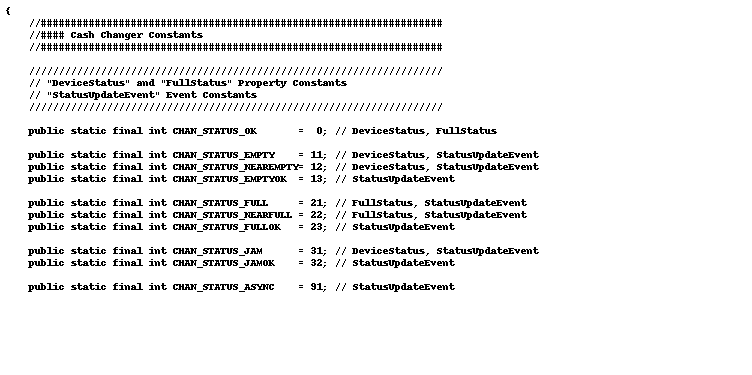 {
//###################################################################
//#### Cash Changer Constants
//###################################################################
/////////////////////////////////////////////////////////////////////
// "DeviceStatus" and "FullStatus" Property Constants
// "StatusUpdateEvent" Event Constants
/////////////////////////////////////////////////////////////////////
public static final int CHAN_STATUS_OK       =  0; // DeviceStatus, FullStatus
public static final int CHAN_STATUS_EMPTY    = 11; // DeviceStatus, StatusUpdateEvent
public static final int CHAN_STATUS_NEAREMPTY= 12; // DeviceStatus, StatusUpdateEvent
public static final int CHAN_STATUS_EMPTYOK  = 13; // StatusUpdateEvent
public static final int CHAN_STATUS_FULL     = 21; // FullStatus, StatusUpdateEvent
public static final int CHAN_STATUS_NEARFULL = 22; // FullStatus, StatusUpdateEvent
public static final int CHAN_STATUS_FULLOK   = 23; // StatusUpdateEvent
public static final int CHAN_STATUS_JAM      = 31; // DeviceStatus, StatusUpdateEvent
public static final int CHAN_STATUS_JAMOK    = 32; // StatusUpdateEvent
public static final int CHAN_STATUS_ASYNC    = 91; // StatusUpdateEvent